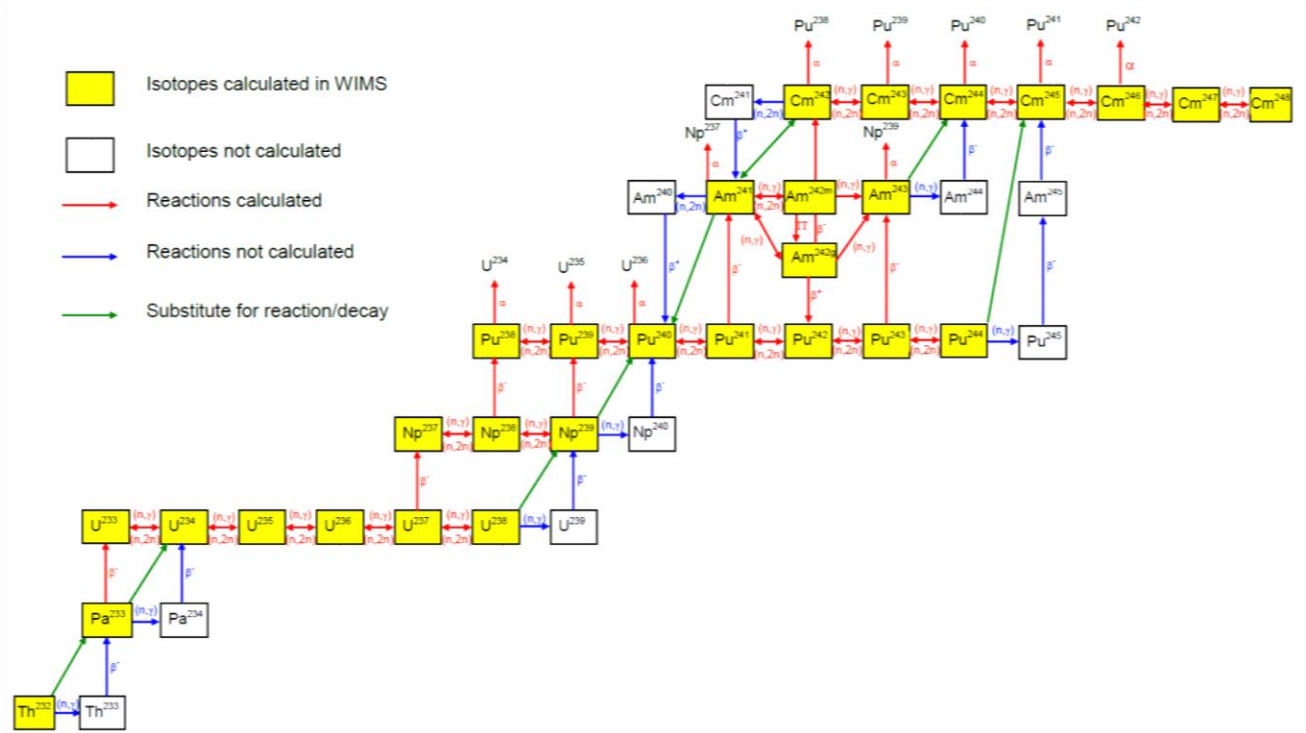 Pu²³⁸ Pu²³⁹ Pu²⁴⁰ Pu²⁴¹ Pu²⁴²
Isotopes calculated in WIMS
α α α α α
Cm²⁴¹ Cm²⁴² (n,γ) Cm²⁴³ (n,γ) Cm²⁴⁴ (n,γ) Cm²⁴⁵ (n,γ) Cm²⁴⁶ (n,γ) Cm²⁴⁷ (n,γ) Cm²⁴⁸
(n,2n) (n,2n) (n,2n) (n,2n) (n,2n) (n,2n) (n,2n)
Isotopes not calculated
Np²³⁷ β⁺ Np²³⁹ β⁻ β⁻
α α
Reactions calculated
Am²⁴⁰ Am²⁴¹ (n,γ) Am²⁴²ᵐ (n,γ) Am²⁴³ (n,γ) Am²⁴⁴ Am²⁴⁵
(n,2n) (n,2n)
IT β⁻
Reactions not calculated
(n,γ) Am²⁴²ᵍ (n,γ)
U²³⁴ U²³⁵ U²³⁶ β⁺ β⁻ β⁻ β⁻
β⁺
Substitute for reaction/decay
α α α
Pu²³⁸ (n,γ) Pu²³⁹ (n,γ) Pu²⁴⁰ (n,γ) Pu²⁴¹ (n,γ) Pu²⁴² (n,γ) Pu²⁴³ (n,γ) Pu²⁴⁴ (n,γ) Pu²⁴⁵
(n,2n) (n,2n) (n,2n) (n,2n) (n,2n) (n,2n)
β⁻ β⁻ β⁻
Np²³⁷ (n,γ) Np²³⁸ (n,γ) Np²³⁹ (n,γ) Np²⁴⁰
(n,2n) (n,2n)
β⁻ β⁻
U²³³ (n,γ) U²³⁴ (n,γ) U²³⁵ (n,γ) U²³⁶ (n,γ) U²³⁷ (n,γ) U²³⁸ (n,γ) U²³⁹
(n,2n) (n,2n) (n,2n) (n,2n) (n,2n)
β⁻ β⁻
Pa²³³ (n,γ) Pa²³⁴
β⁻
Th²³² (n,γ) Th²³³